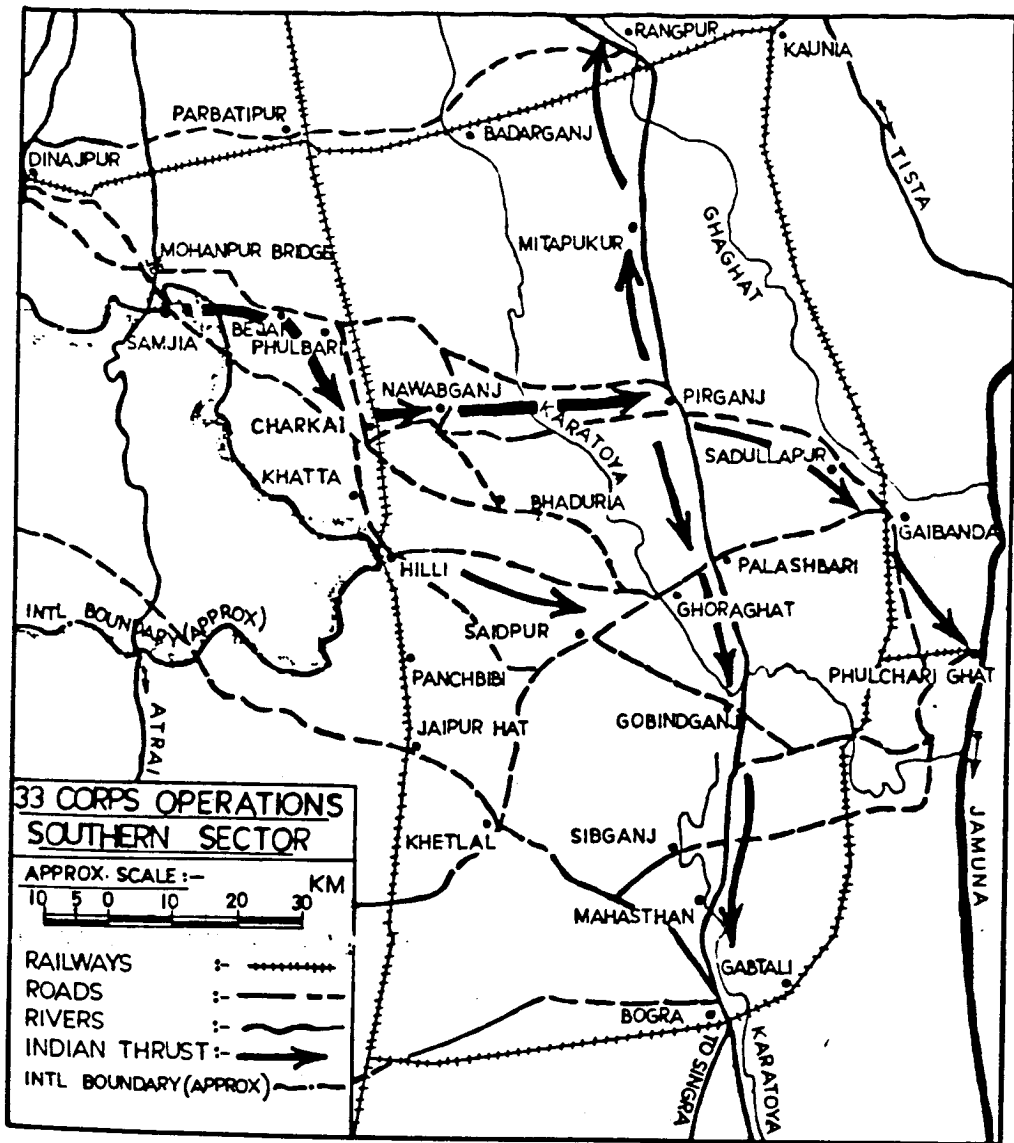 RANGPUR
KAUNIA
PARBATIPUR
BADARGANJ
DINAJPUR
TISTA
MITAPUKUR
GHAGHAT
MOHANPUR BRIDGE
SAMJIA
BEJAI
PHULBARI
NAWABGANJ
PIRGANJ
CHARKAI
KARATOYA
SADULLAPUR
KHATTA
BHADURIA
GAIBANDA
HILLI
PALASHBARI
GHORAGHAT
INTL BOUNDARY (APPROX)
SAIDPUR
PANCHBIBI
PHULCHARI GHAT
ATRAI
JAIPUR HAT
GOBINDGANJ
33 CORPS OPERATIONS
SOUTHERN SECTOR
KHETLAL
SIBGANJ
JAMUNA
APPROX. SCALE :-
KM
10 5 0 10 20 30
MAHASTHAN
GABTALI
RAILWAYS :-
ROADS :-
RIVERS :-
INDIAN THRUST :-
INTL BOUNDARY (APPROX)
BOGRA
TO SINGRA
KARATOYA